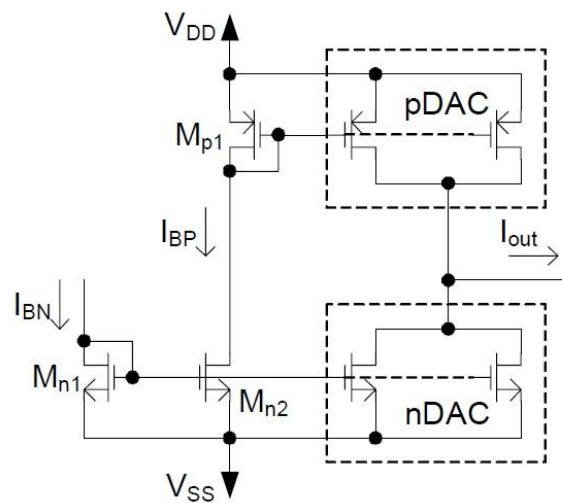 VDD
pDAC
Mp1
IBP
Iout
IBN
Mn1
Mn2
nDAC
VSS